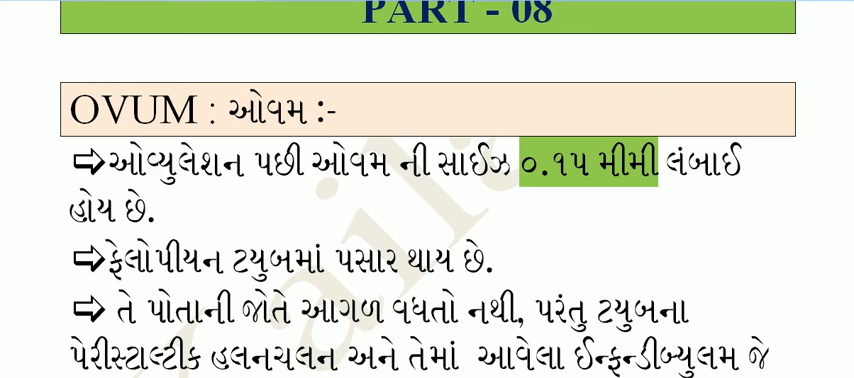 PART - 08
OVUM : ઓવમ :-
⇨ઓવ્યુલેશન પછી ઓવમ ની સાઈઝ ૦.૧૫ મીમી લંબાઈ
હોય છે.
⇨ફેલોપીયન ટયુબમાં પસાર થાય છે.
⇨ તે પોતાની જોતે આગળ વધતો નથી, પરંતુ ટયુબના
પેરીસ્ટાલ્ટીક હલનચલન અને તેમાં આવેલા ઈન્ફન્ડીબ્યુલમ જે